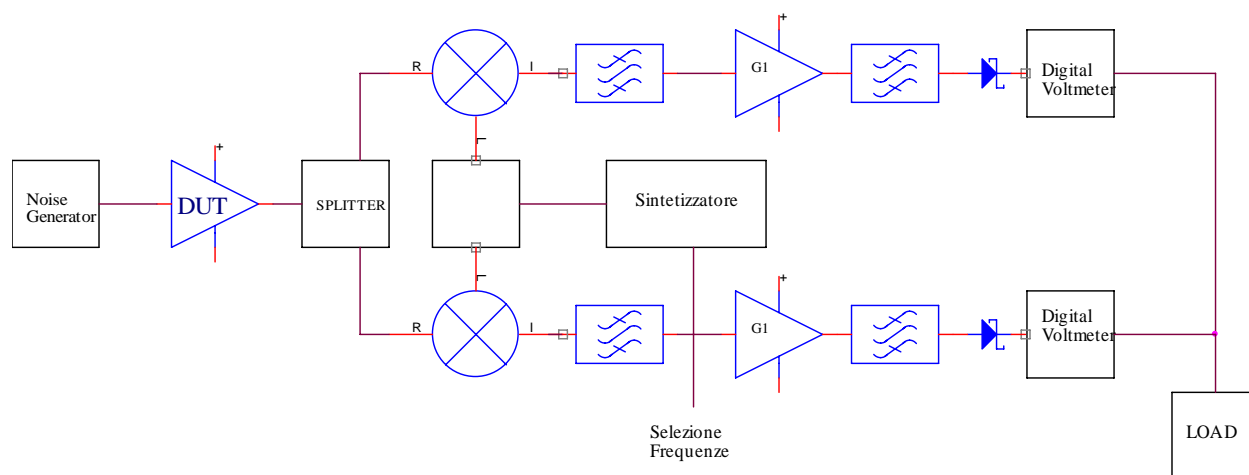 R
I
+
G1
Digital
Voltmeter
L
Noise
Generator
+
DUT
SPLITTER
Sintetizzatore
L
R
I
+
G1
Digital
Voltmeter
Selezione
Frequenze
LOAD